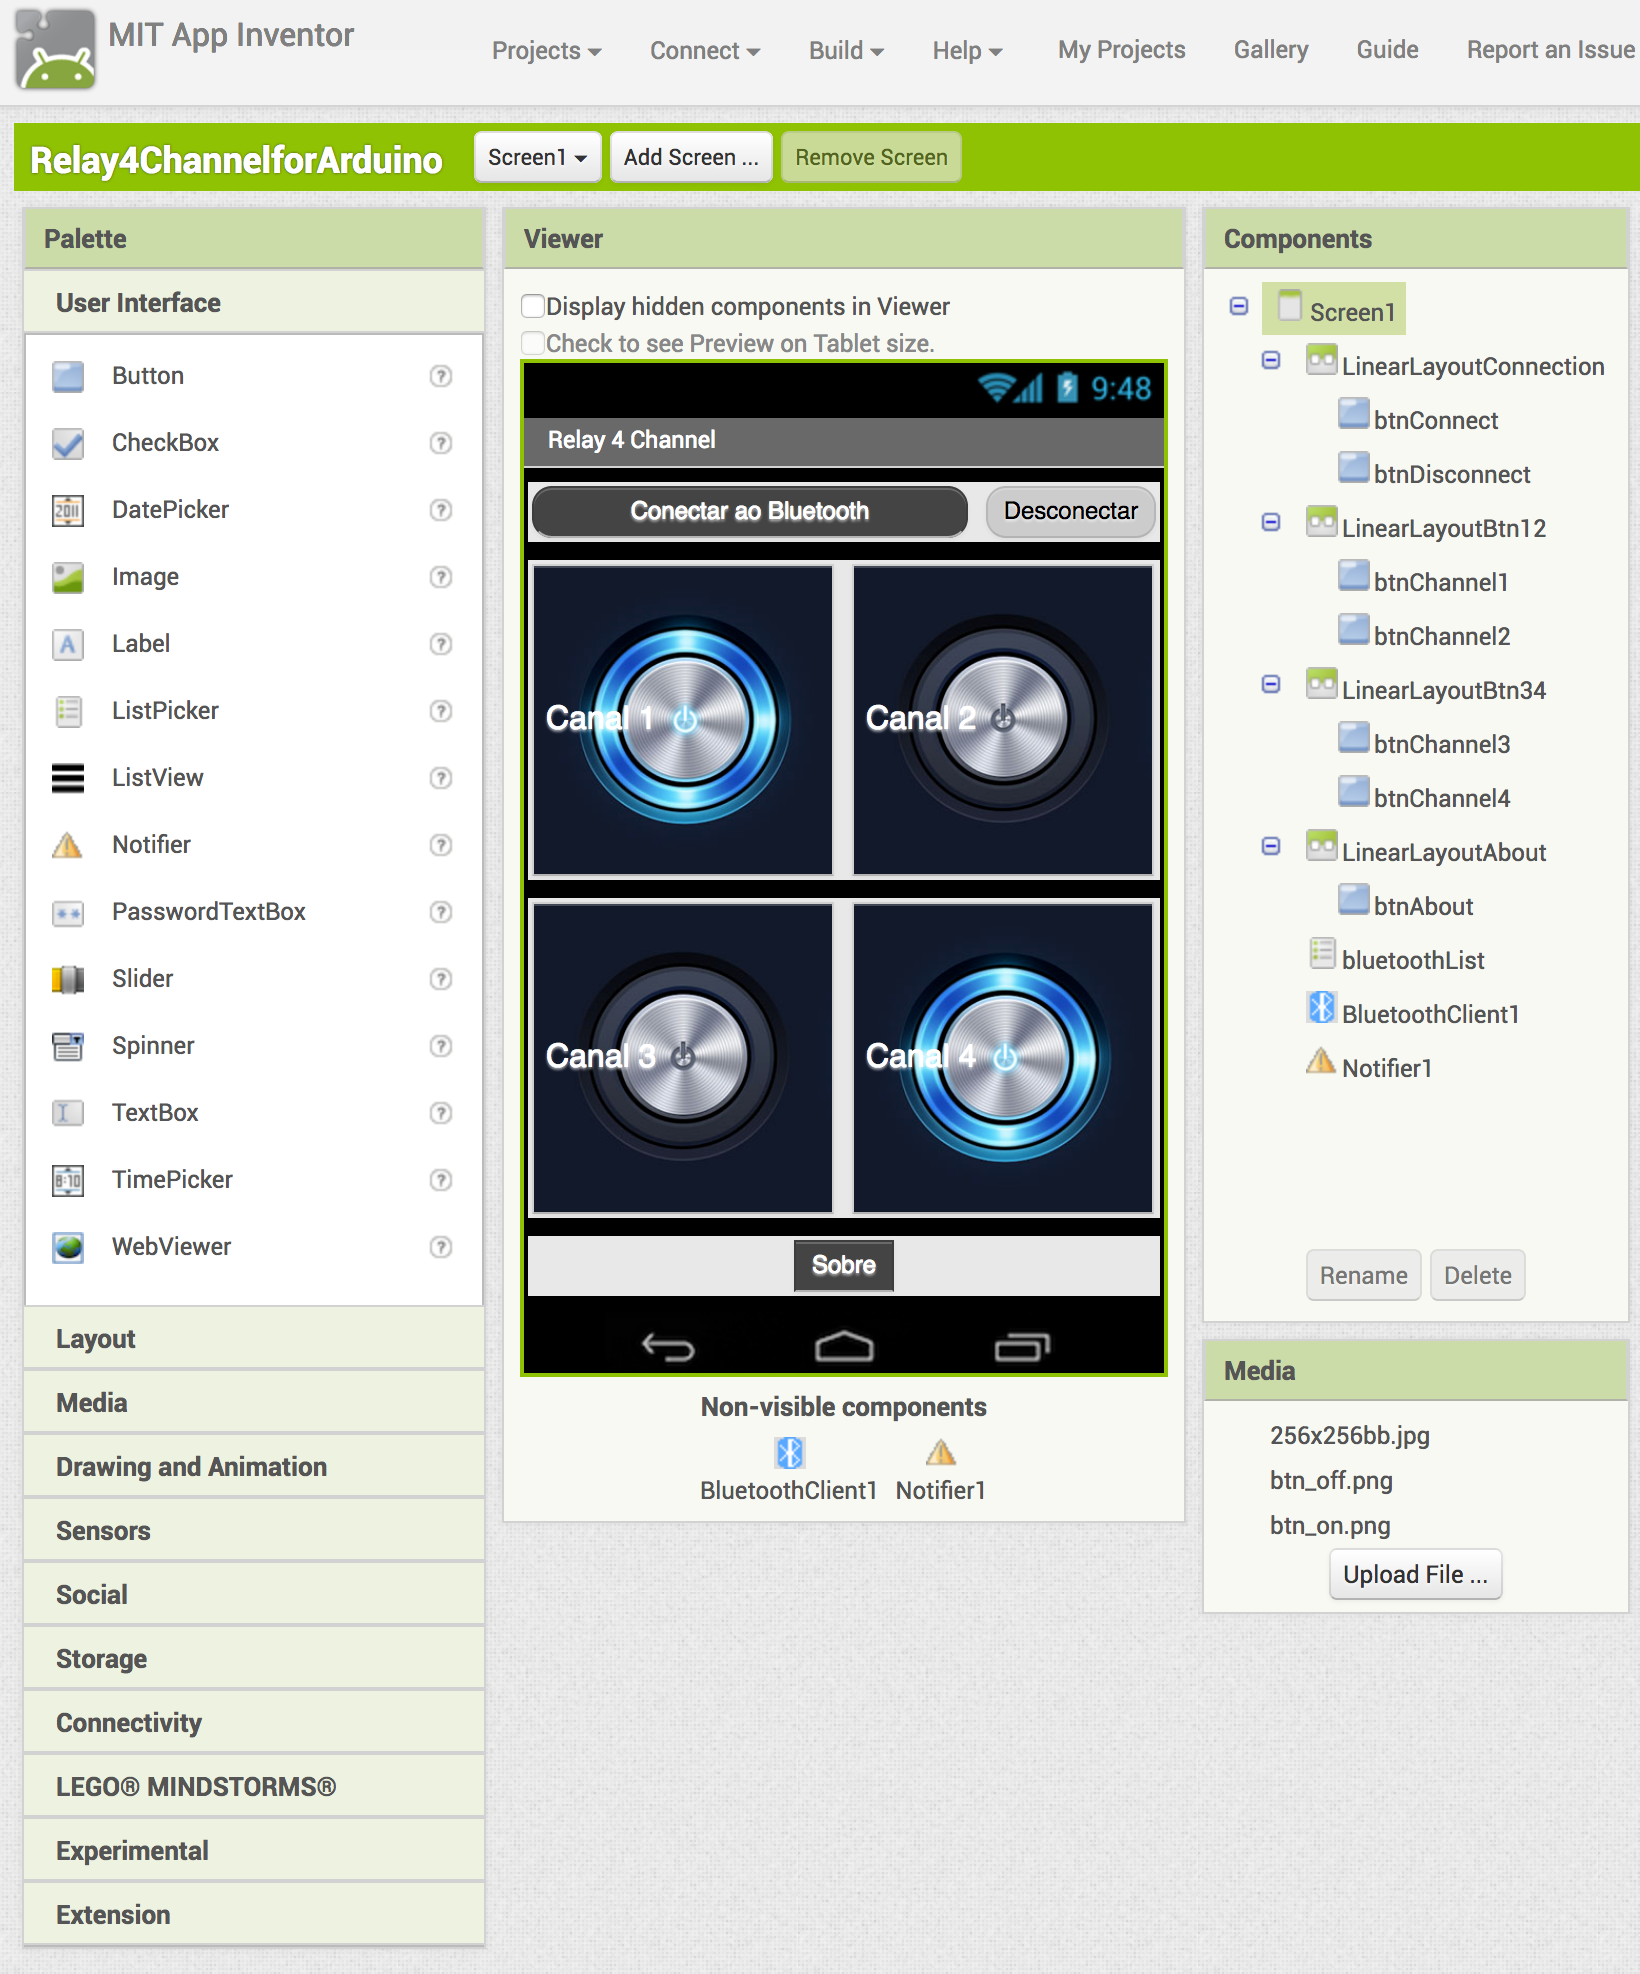 MIT App Inventor
Projects Connect Build Help My Projects Gallery Guide Report an Issue
Relay4ChannelforArduino Screen1 Add Screen ... Remove Screen
Palette
User Interface
Button ?
CheckBox ?
2011 DatePicker ?
Image ?
A Label ?
ListPicker ?
ListView ?
Notifier ?
** PasswordTextBox ?
Slider ?
Spinner ?
I TextBox ?
8:10 TimePicker ?
WebViewer ?
Layout
Media
Drawing and Animation
Sensors
Social
Storage
Connectivity
LEGO® MINDSTORMS®
Experimental
Extension
Viewer
Display hidden components in Viewer
Check to see Preview on Tablet size.
9:48
Relay 4 Channel
Conectar ao Bluetooth Desconectar
Canal 1 Canal 2
Canal 3 Canal 4
Sobre
Non-visible components
BluetoothClient1 Notifier1
Components
Screen1
LinearLayoutConnection
btnConnect
btnDisconnect
LinearLayoutBtn12
btnChannel1
btnChannel2
LinearLayoutBtn34
btnChannel3
btnChannel4
LinearLayoutAbout
btnAbout
bluetoothList
BluetoothClient1
Notifier1
Rename Delete
Media
256x256bb.jpg
btn_off.png
btn_on.png
Upload File ...